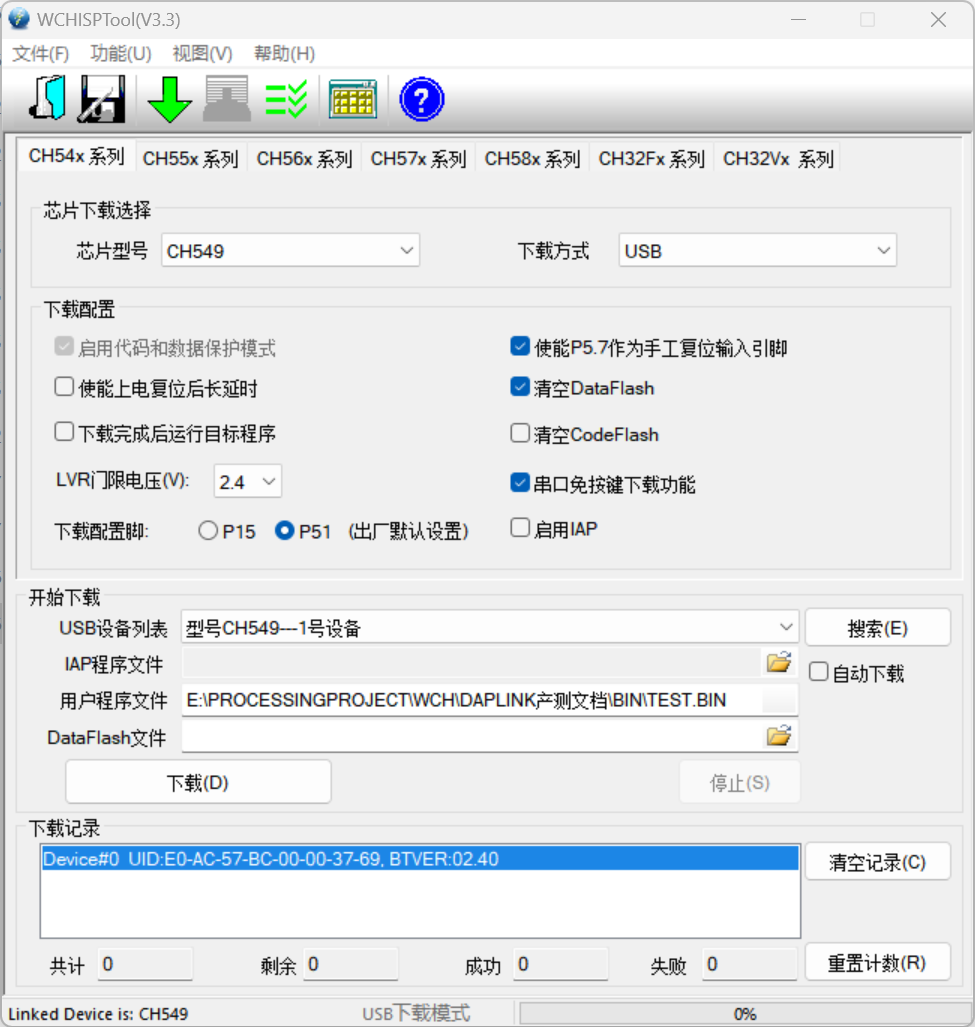 WCHISPTool(V3.3)
文件(F) 功能(U) 视图(V) 帮助(H)
?
CH54x 系列 CH55x 系列 CH56x 系列 CH57x 系列 CH58x 系列 CH32Fx 系列 CH32Vx 系列
芯片下载选择
芯片型号 CH549 下载方式 USB
下载配置
启用代码和数据保护模式 使能P5.7作为手工复位输入引脚
使能上电复位后长延时 清空DataFlash
下载完成后运行目标程序 清空CodeFlash
LVR门限电压(V): 2.4 串口免按键下载功能
下载配置脚: P15 P51 (出厂默认设置) 启用IAP
开始下载
USB设备列表 型号CH549---1号设备 搜索(E)
IAP程序文件 自动下载
用户程序文件 E:\PROCESSINGPROJECT\WCH\DAPLINK产测文档\BIN\TEST.BIN
DataFlash文件
下载(D) 停止(S)
下载记录
Device#0 UID:E0-AC-57-BC-00-00-37-69, BTVER:02.40 清空记录(C)
共计 0 剩余 0 成功 0 失败 0 重置计数(R)
Linked Device is: CH549 USB下载模式 0%